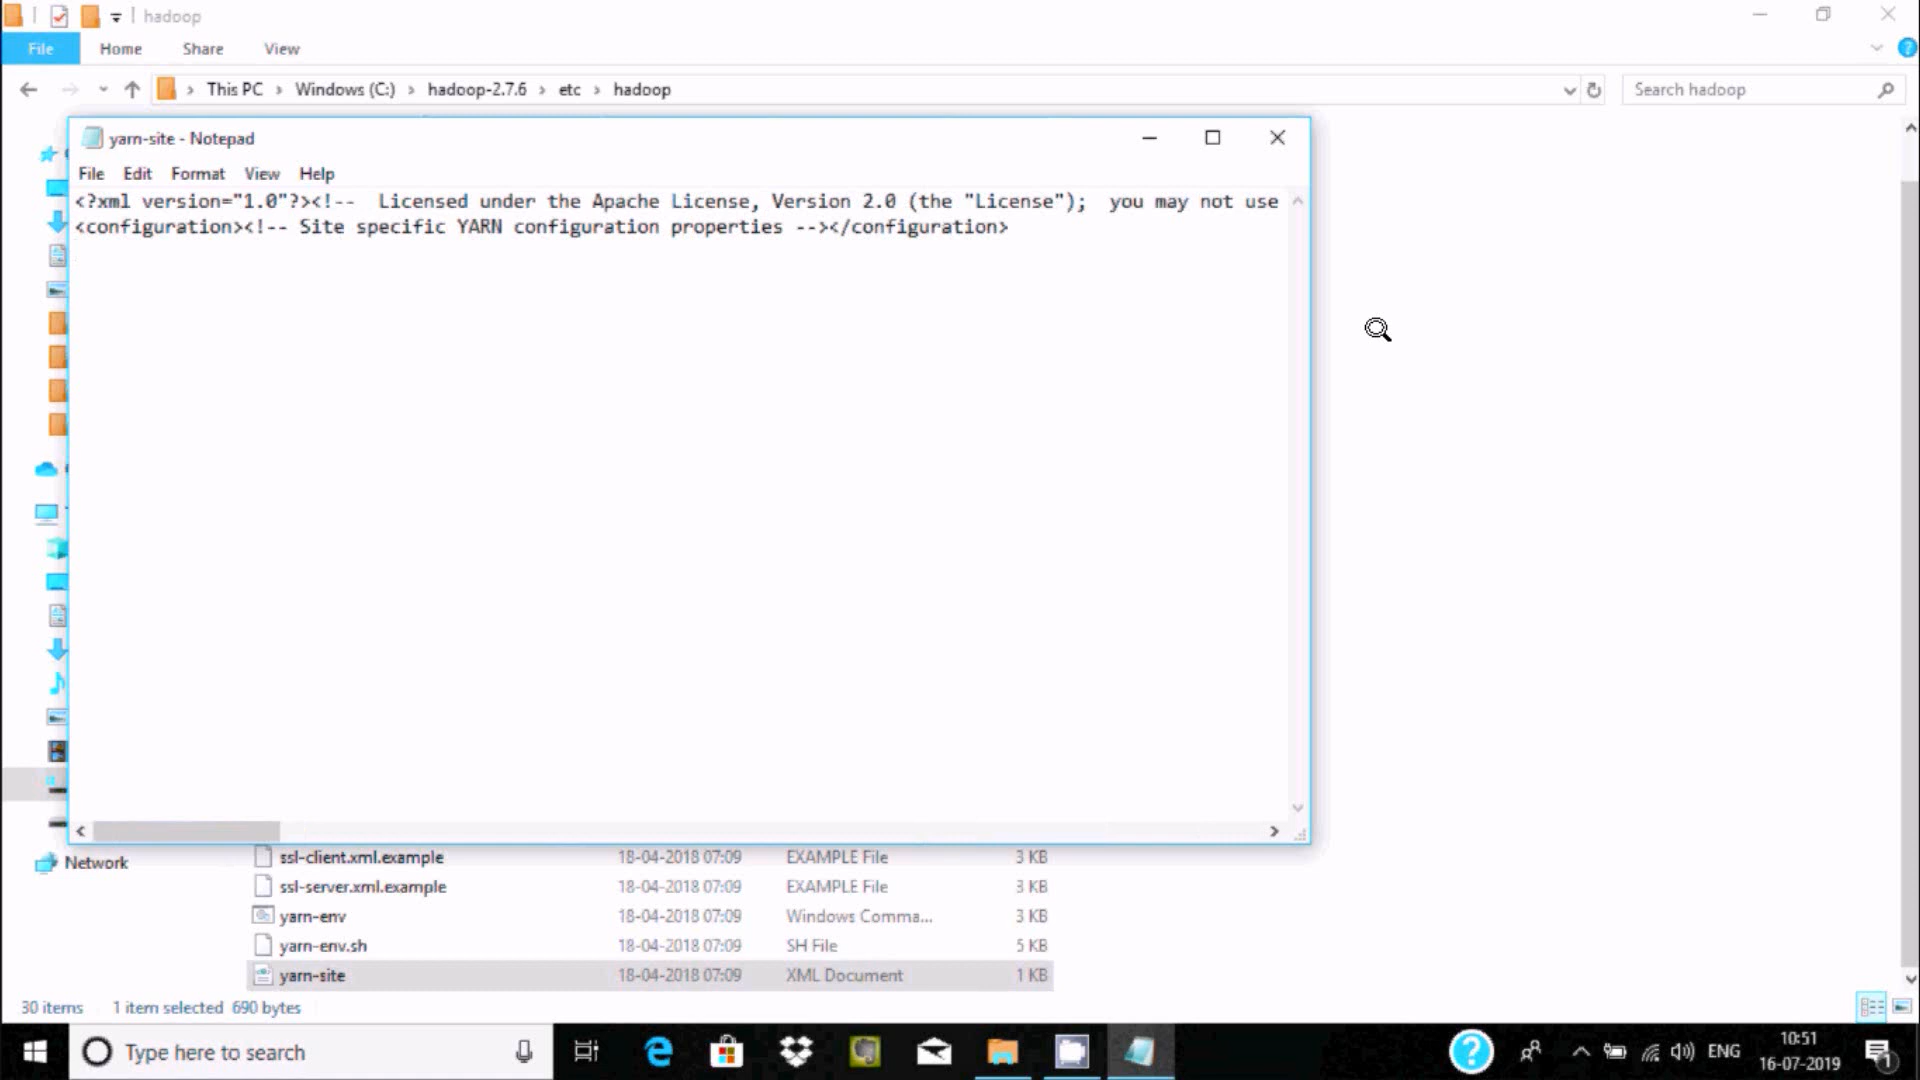 hadoop
File Home Share View
This PC > Windows (C:) > hadoop-2.7.6 > etc > hadoop
Search hadoop
yarn-site - Notepad
File Edit Format View Help
<?xml version="1.0"?><!-- Licensed under the Apache License, Version 2.0 (the "License"); you may not use
<configuration><!-- Site specific YARN configuration properties --></configuration>
Network
ssl-client.xml.example 18-04-2018 07:09 EXAMPLE File 3 KB
ssl-server.xml.example 18-04-2018 07:09 EXAMPLE File 3 KB
yarn-env 18-04-2018 07:09 Windows Comma... 3 KB
yarn-env.sh 18-04-2018 07:09 SH File 5 KB
yarn-site 18-04-2018 07:09 XML Document 1 KB
30 items 1 item selected 690 bytes
Type here to search
ENG
10:51
16-07-2019
1